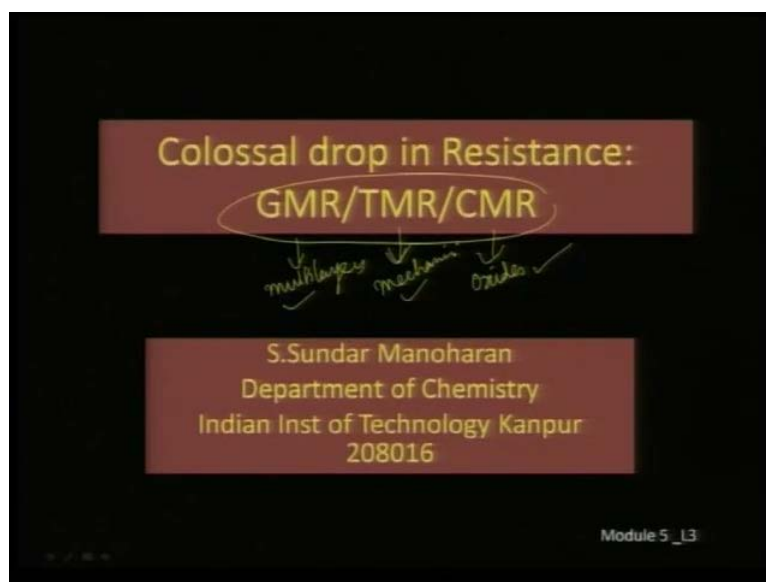 Colossal drop in Resistance:
GMR/TMR/CMR
multilayers mechanism oxides
S.Sundar Manoharan
Department of Chemistry
Indian Inst of Technology Kanpur
208016
Module 5 _L3